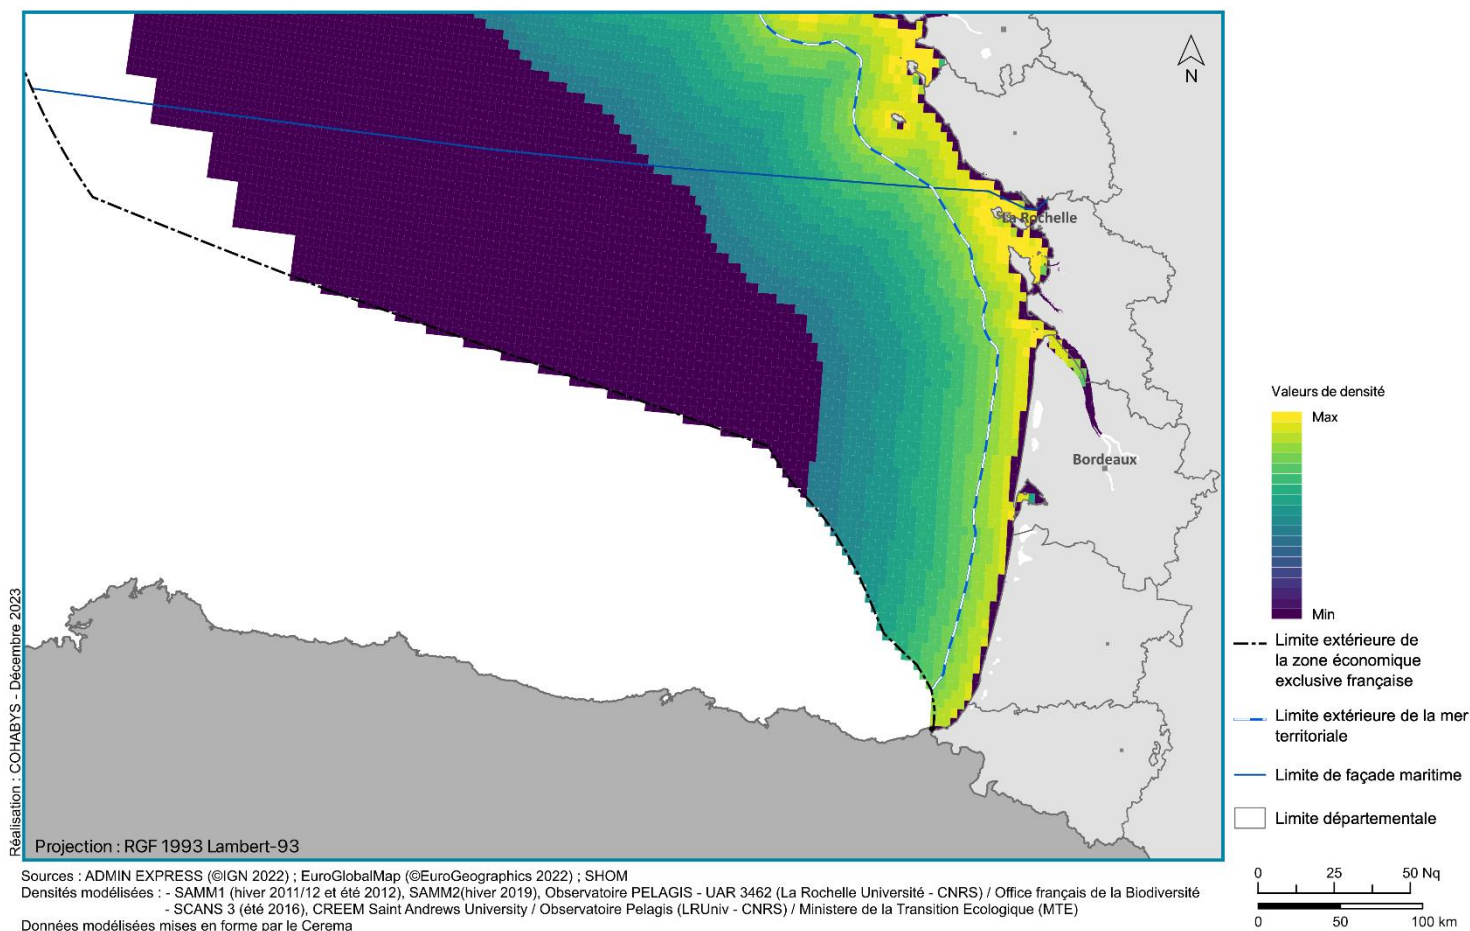 N
La Rochelle
Bordeaux
Valeurs de densité
Max
Min
Limite extérieure de
la zone économique
exclusive française
Limite extérieure de la mer
territoriale
Limite de façade maritime
Limite départementale
0 25 50 Nq
0 50 100 km
Réalisation : COHABYS - Décembre 2023
Projection : RGF 1993 Lambert-93
Sources : ADMIN EXPRESS (©IGN 2022) ; EuroGlobalMap (©EuroGeographics 2022) ; SHOM
Densités modélisées : - SAMM1 (hiver 2011/12 et été 2012), SAMM2(hiver 2019), Observatoire PELAGIS - UAR 3462 (La Rochelle Université - CNRS) / Office français de la Biodiversité
- SCANS 3 (été 2016), CREEM Saint Andrews University / Observatoire Pelagis (LRUniv - CNRS) / Ministere de la Transition Ecologique (MTE)
Données modélisées mises en forme par le Cerema